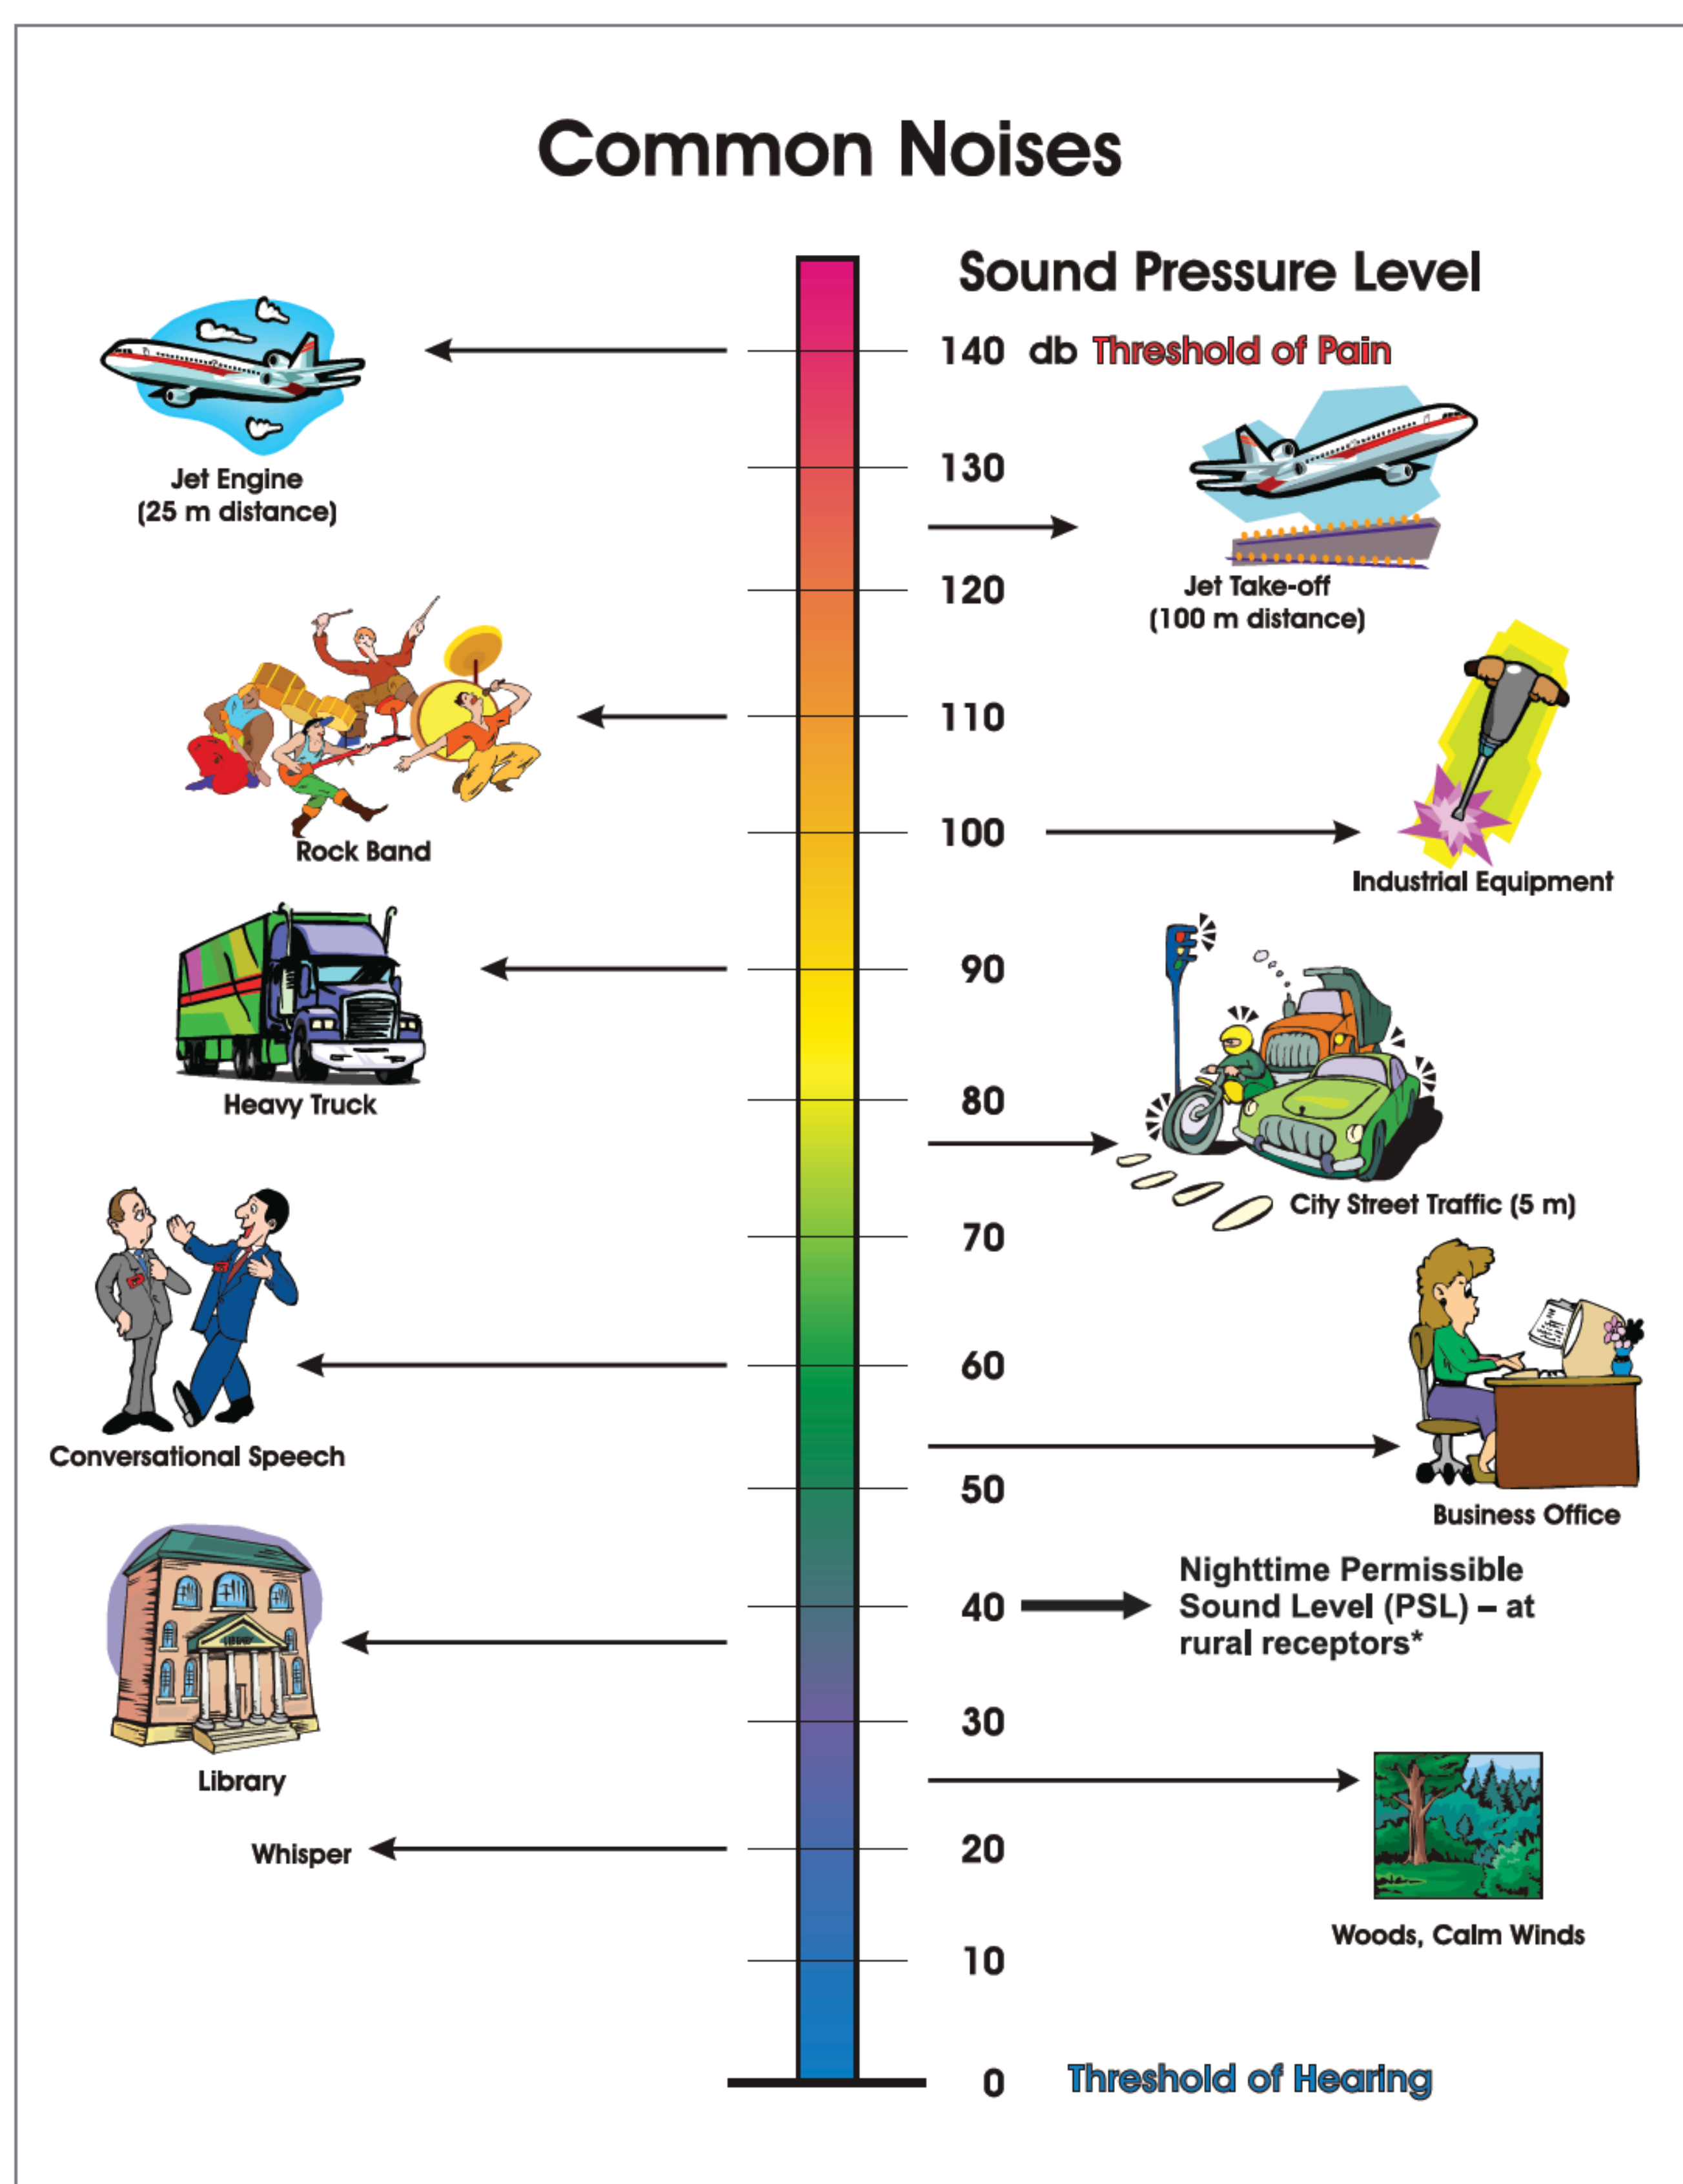 Common Noises
Sound Pressure Level
140 db Threshold of Pain
Jet Engine
(25 m distance)
130
120
Jet Take-off
(100 m distance)
110
Rock Band
100
Industrial Equipment
90
Heavy Truck
80
City Street Traffic (5 m)
70
60
Conversational Speech
50
Business Office
Nighttime Permissible
40 Sound Level (PSL) – at
rural receptors*
30
Library
Whisper
20
Woods, Calm Winds
10
0 Threshold of Hearing